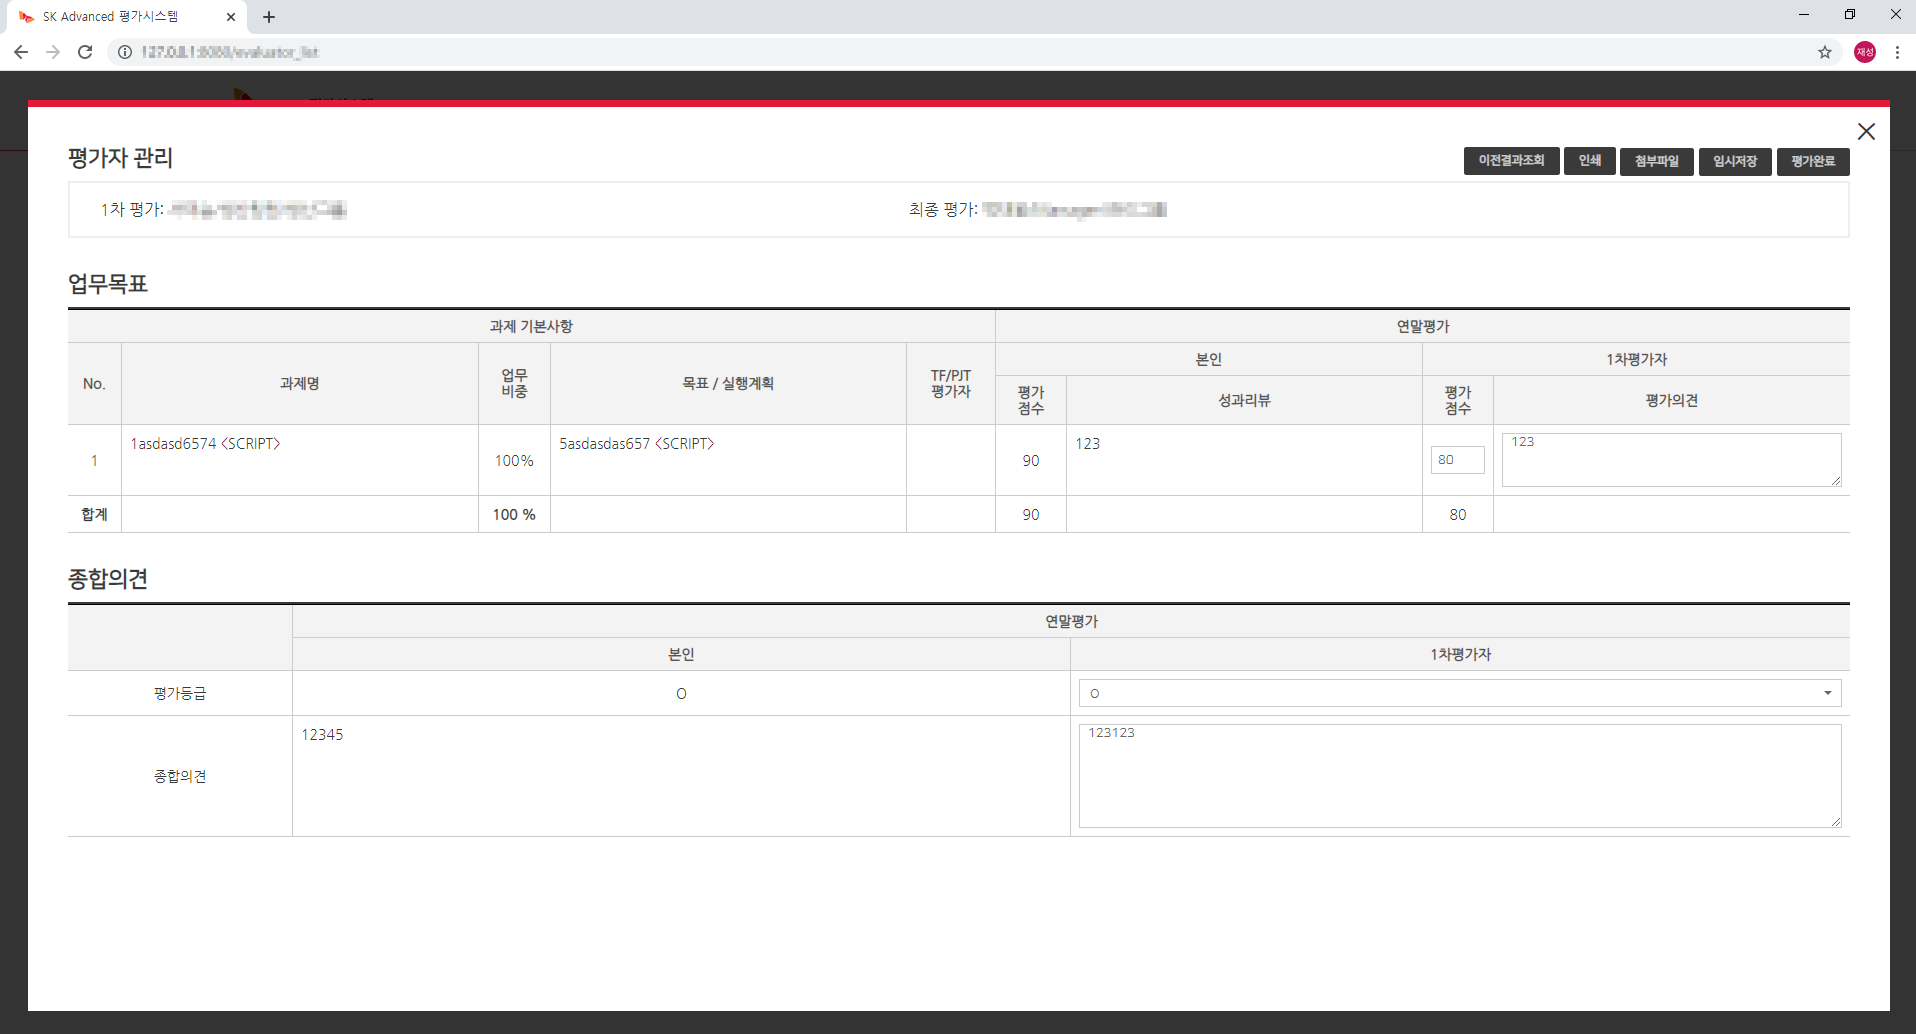 SK Advanced 평가시스템
재성
평가자 관리
이전결과조회 인쇄 첨부파일 임시저장 평가완료
1차 평가: 최종 평가:
업무목표
과제 기본사항 연말평가
본인 1차평가자
No. 과제명 업무 비중 목표 / 실행계획 TF/PJT 평가자 평가 점수 성과리뷰 평가 점수 평가의견
1 1asdasd6574 <SCRIPT> 100% 5asdasdas657 <SCRIPT> 90 123 80 123
합계 100 % 90 80
종합의견
연말평가
본인 1차평가자
평가등급 O O
종합의견 12345 123123